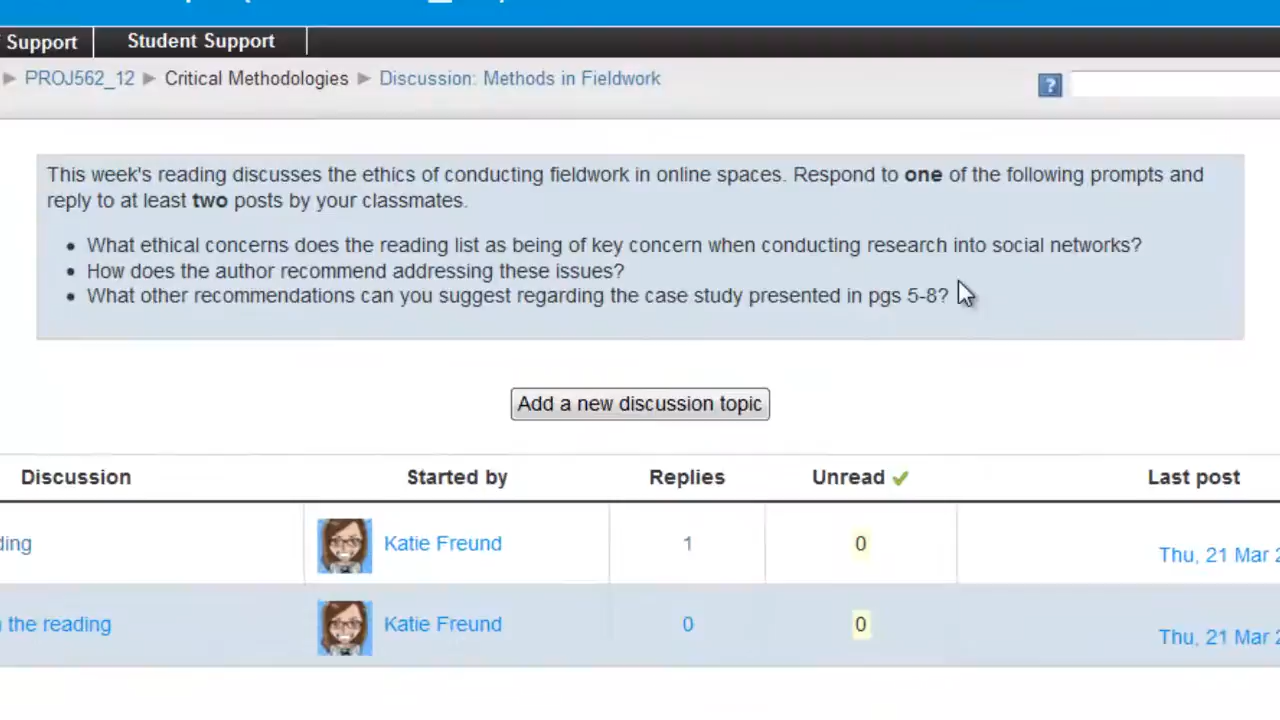 Support
Student Support
PROJ562_12
Critical Methodologies
Discussion: Methods in Fieldwork
?
This week's reading discusses the ethics of conducting fieldwork in online spaces. Respond to one of the following prompts and
reply to at least two posts by your classmates.
• What ethical concerns does the reading list as being of key concern when conducting research into social networks?
• How does the author recommend addressing these issues?
• What other recommendations can you suggest regarding the case study presented in pgs 5-8?
Add a new discussion topic
Discussion Started by Replies Unread Last post
Katie Freund 1 0 Thu, 21 Mar
the reading Katie Freund 0 0 Thu, 21 Mar